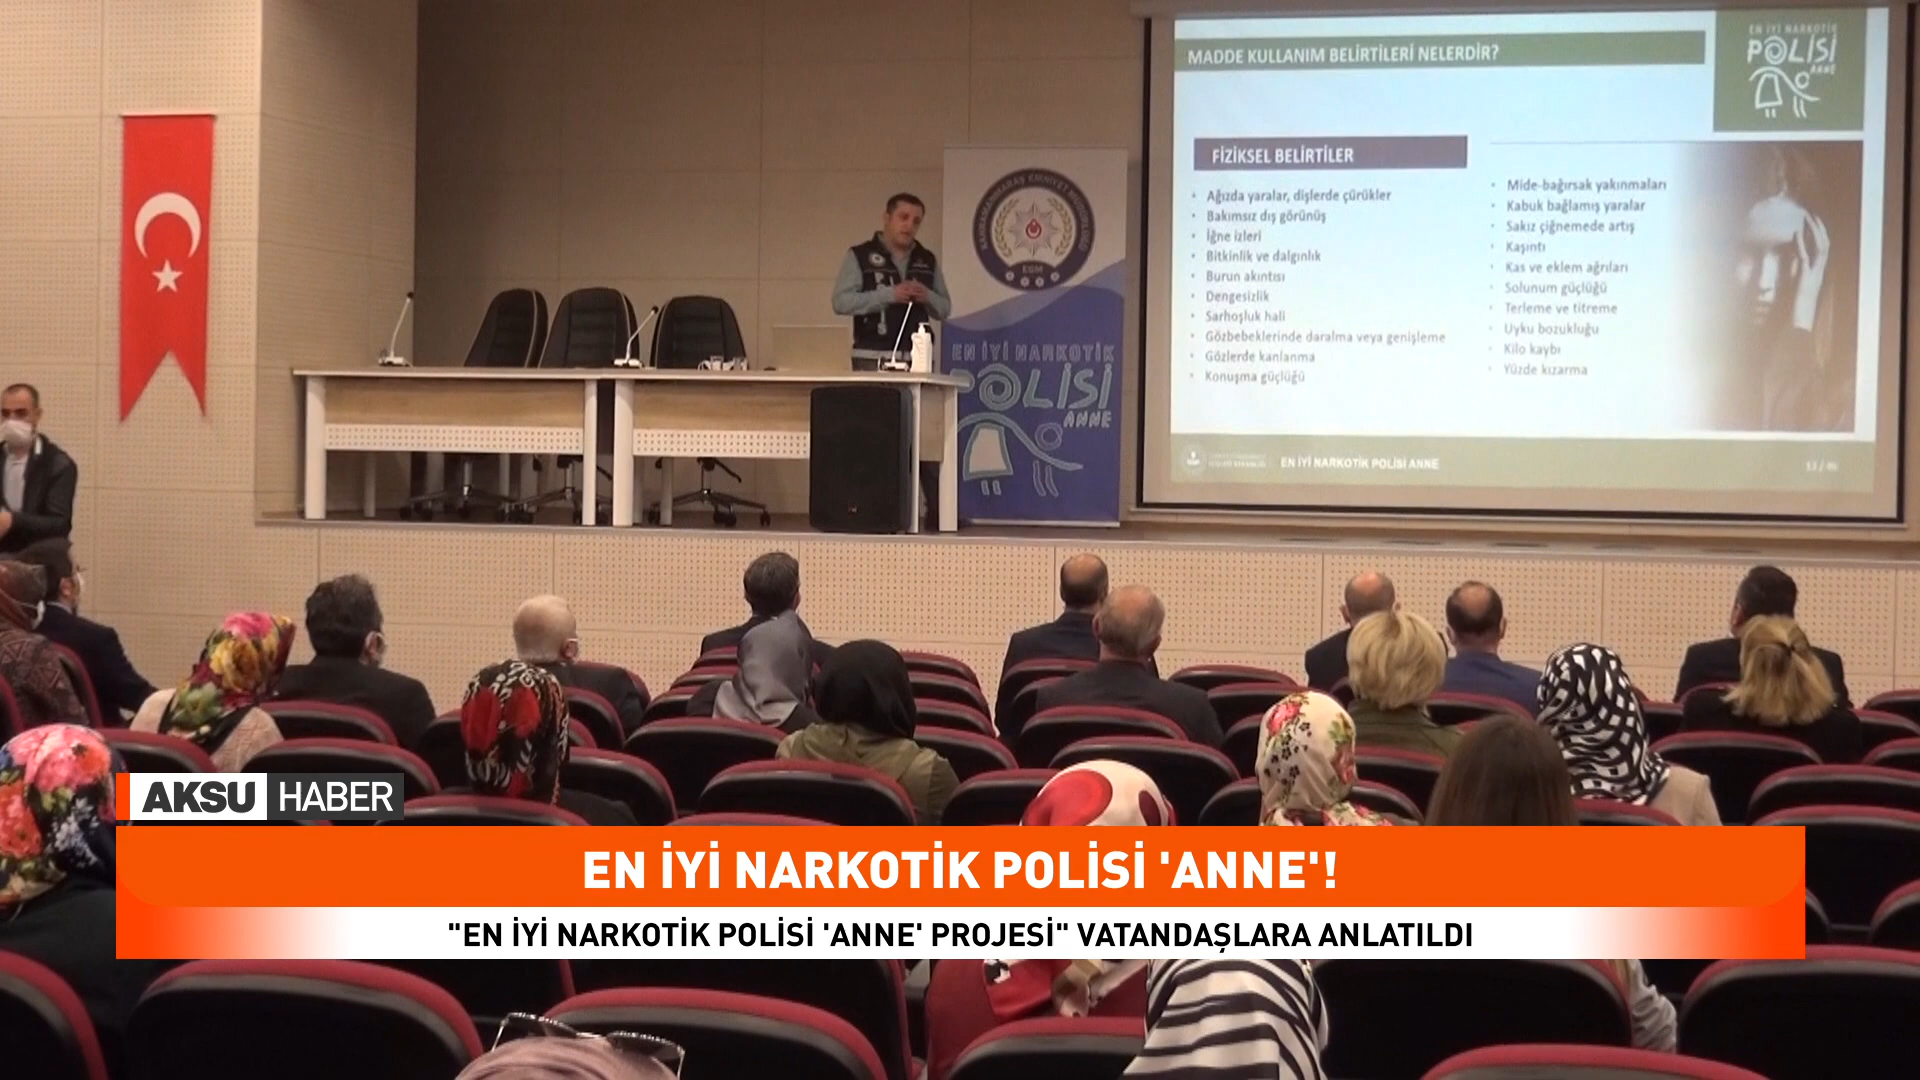 MADDE KULLANIM BELİRTİLERİ NELERDİR?
EN İYİ NARKOTİK
POLİSİ
ANNE
FİZİKSEL BELİRTİLER
Ağızda yaralar, dişlerde çürükler
Bakımsız dış görünüş
İğne izleri
Bitkinlik ve dalgınlık
Burun akıntısı
Dengesizlik
Sarhoşluk hali
Gözbebeklerinde daralma veya genişleme
Gözlerde kanlanma
Konuşma güçlüğü
Mide-bağırsak yakınmaları
Kabuk bağlamış yaralar
Sakız çiğnemede artış
Kaşıntı
Kas ve eklem ağrıları
Solunum güçlüğü
Terleme ve titreme
Uyku bozukluğu
Kilo kaybı
Yüzde kızarma
EN İYİ NARKOTİK POLİSİ ANNE
KAHRAMANMARAŞ EMNİYET MÜDÜRLÜĞÜ
EGM
EN İYİ NARKOTİK
POLİSİ
ANNE
AKSU HABER
EN İYİ NARKOTİK POLİSİ 'ANNE'!
"EN İYİ NARKOTİK POLİSİ 'ANNE' PROJESİ" VATANDAŞLARA ANLATILDI